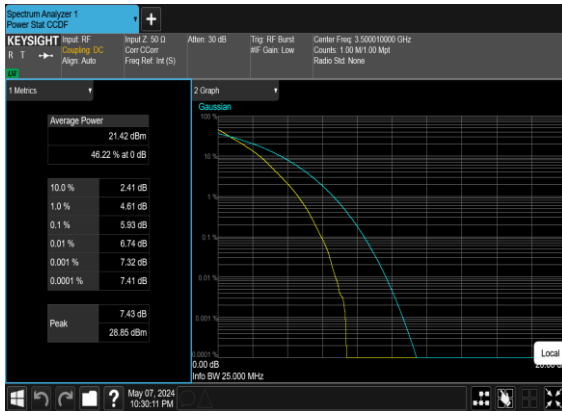 Spectrum Analyzer 1
Power Stat CCDF
+
KEYSIGHT
R T
LXI
Input: RF
Coupling: DC
Align: Auto
Input Z: 50 Ω
Corr CCorr
Freq Ref: Int (S)
Atten: 30 dB
Trig: RF Burst
#IF Gain: Low
Center Freq: 3.500010000 GHz
Counts: 1.00 M/1.00 Mpt
Radio Std: None
1 Metrics
Average Power
21.42 dBm
46.22 % at 0 dB
10.0 % 2.41 dB
1.0 % 4.61 dB
0.1 % 5.93 dB
0.01 % 6.74 dB
0.001 % 7.32 dB
0.0001 % 7.41 dB
Peak
7.43 dB
28.85 dBm
2 Graph
Gaussian
100 %
10 %
1 %
0.1 %
0.01 %
0.001 %
0.0001 %
0.00 dB
Info BW 25.000 MHz
Local
?
May 07, 2024
10:30:11 PM